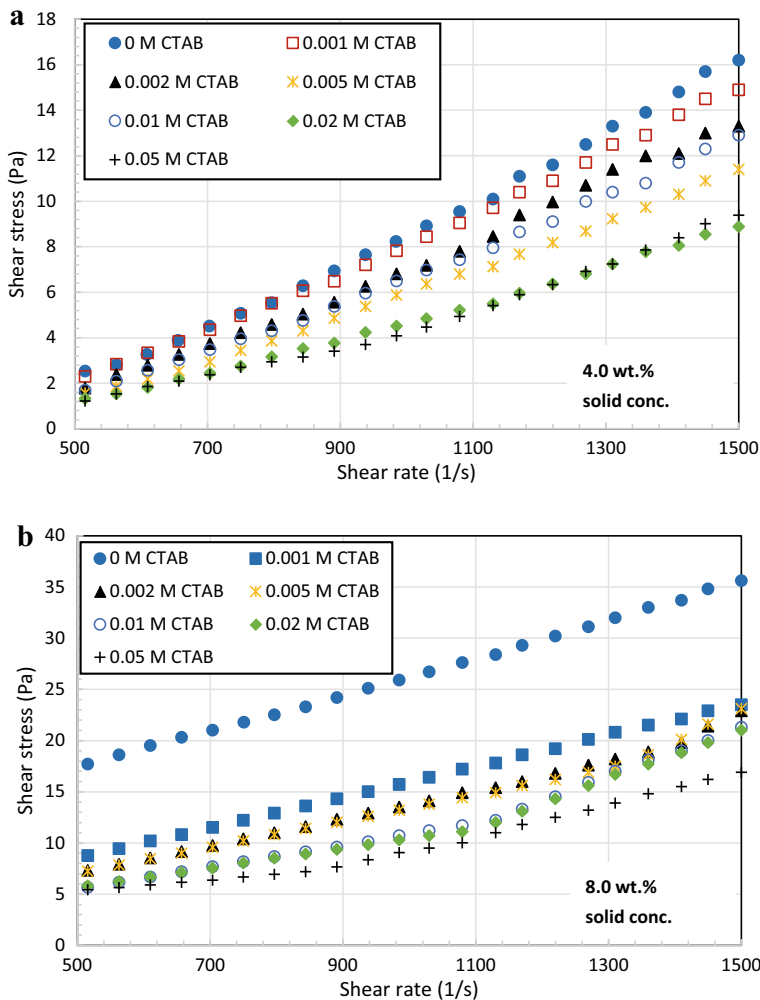 a
0 M CTAB 0.001 M CTAB
0.002 M CTAB 0.005 M CTAB
0.01 M CTAB 0.02 M CTAB
0.05 M CTAB
18
16
14
12
10
8
6
4
2
0
Shear stress (Pa)
4.0 wt.%
solid conc.
500 700 900 1100 1300 1500
Shear rate (1/s)
b
0 M CTAB 0.001 M CTAB
0.002 M CTAB 0.005 M CTAB
0.01 M CTAB 0.02 M CTAB
0.05 M CTAB
40
35
30
25
20
15
10
5
0
Shear stress (Pa)
8.0 wt.%
solid conc.
500 700 900 1100 1300 1500
Shear rate (1/s)